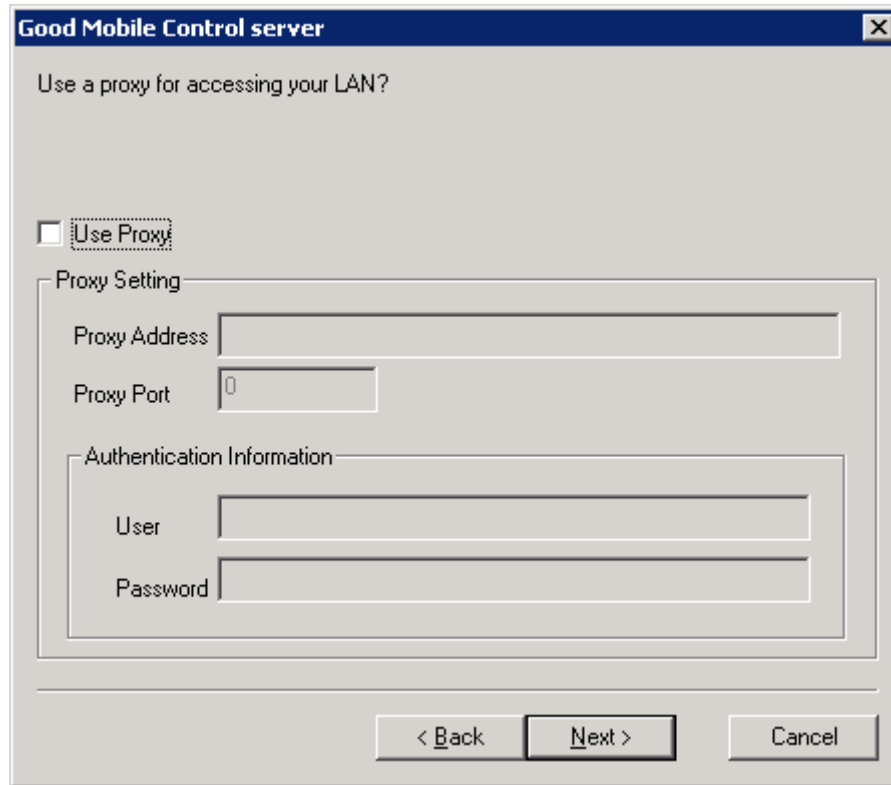 Good Mobile Control server
Use a proxy for accessing your LAN?
Use Proxy
Proxy Setting
Proxy Address
Proxy Port 0
Authentication Information
User
Password
< Back Next > Cancel